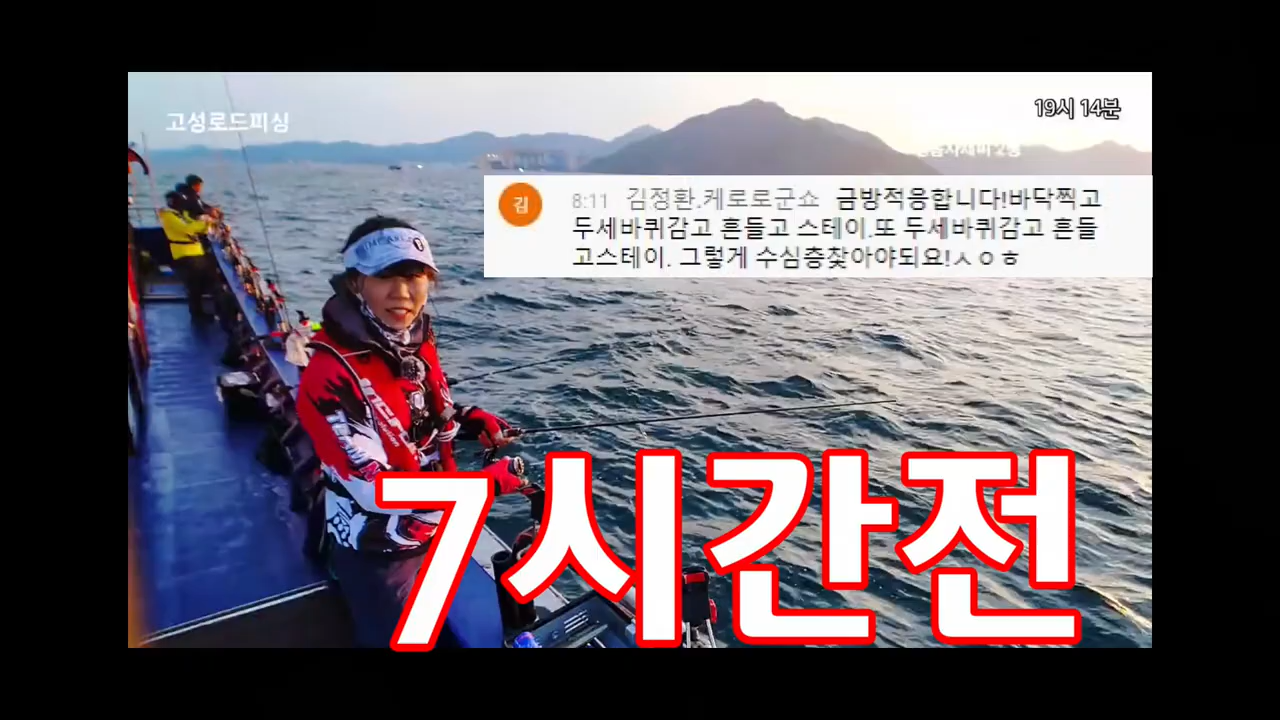 고성로드피싱
19시 14분
김
8:11 김정환.케로로군쇼 금방적응합니다!바닥찍고
두세바퀴감고 흔들고 스테이.또 두세바퀴감고 흔들
고스테이. 그렇게 수심층찾아야되요!ㅅㅇㅎ
TEAM
7시간전